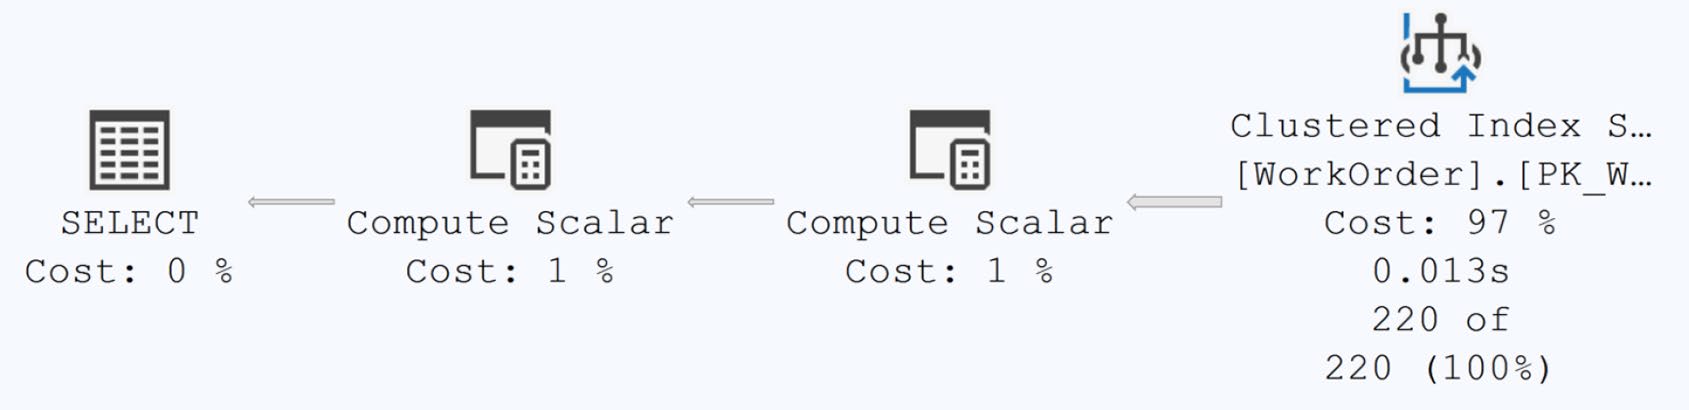 SELECT
Cost: 0 %
Compute Scalar
Cost: 1 %
Compute Scalar
Cost: 1 %
Clustered Index S…
[WorkOrder].[PK_W…
Cost: 97 %
0.013s
220 of
220 (100%)